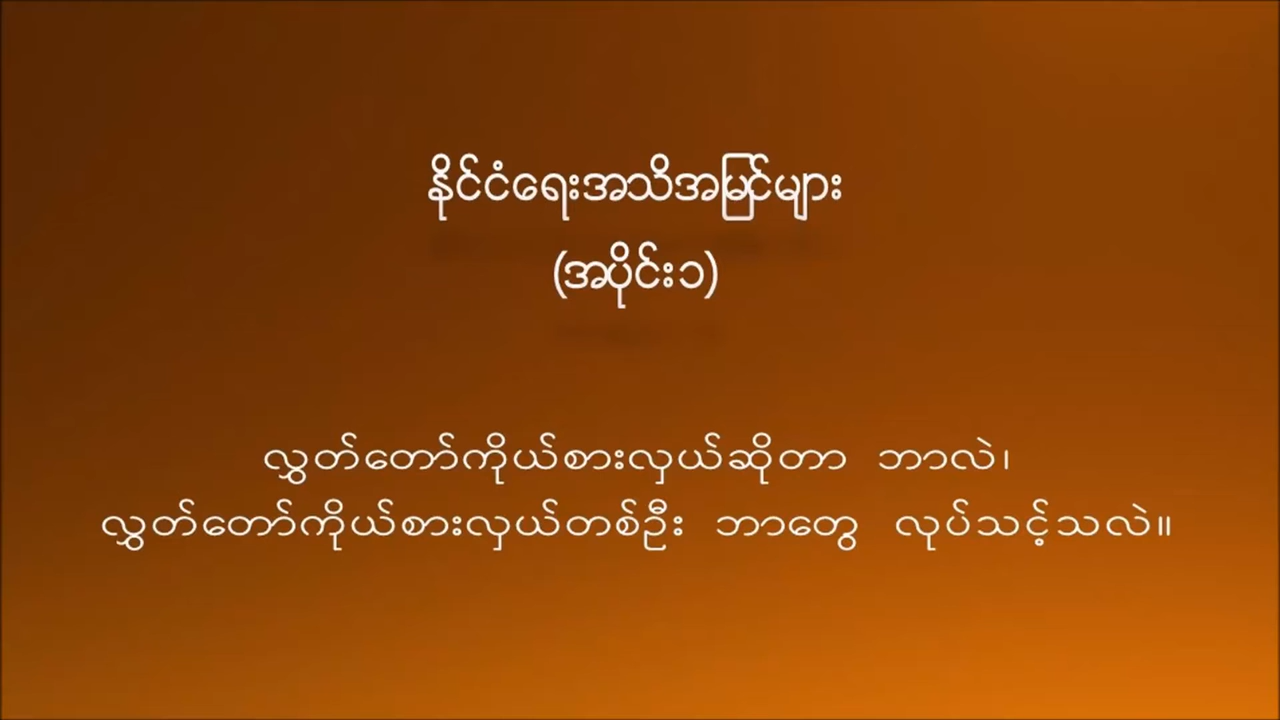 နိုင်ငံရေးအသိအမြင်များ
(အပိုင်း၁)
လွှတ်တော်ကိုယ်စားလှယ်ဆိုတာ ဘာလဲ၊
လွှတ်တော်ကိုယ်စားလှယ်တစ်ဦး ဘာတွေ လုပ်သင့်သလဲ။